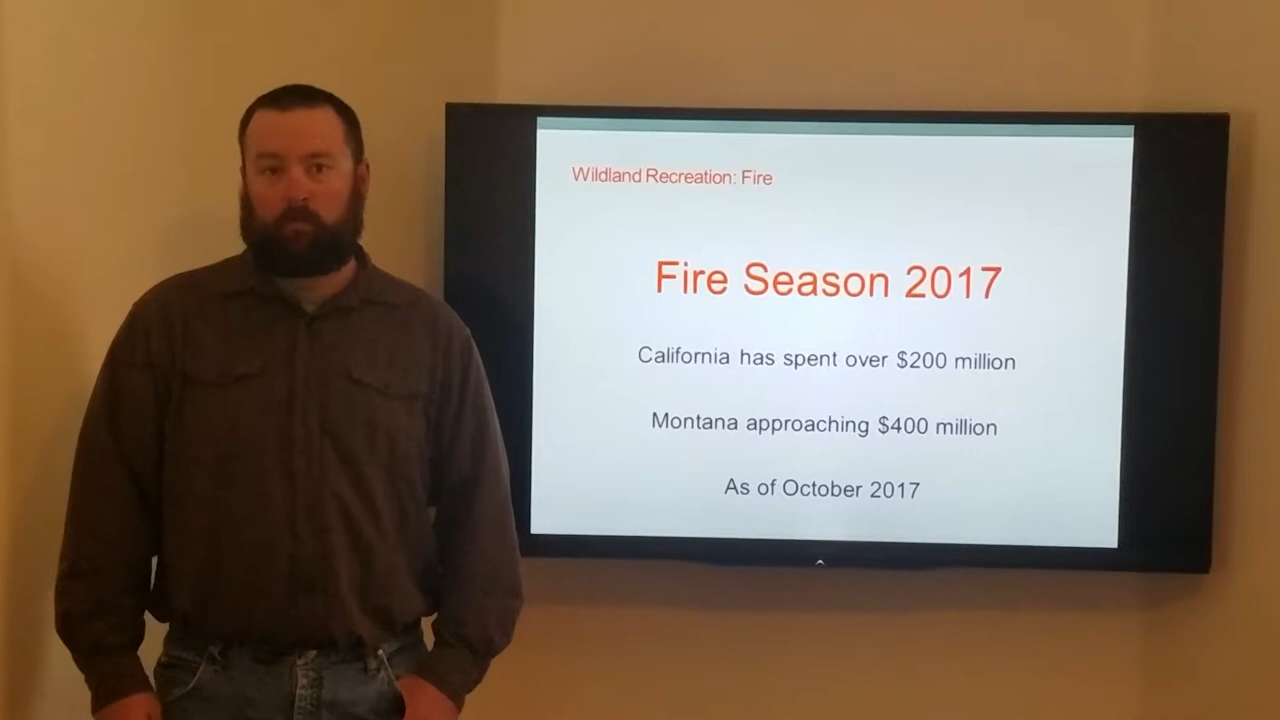 Wildland Recreation: Fire
Fire Season 2017
California has spent over $200 million
Montana approaching $400 million
As of October 2017